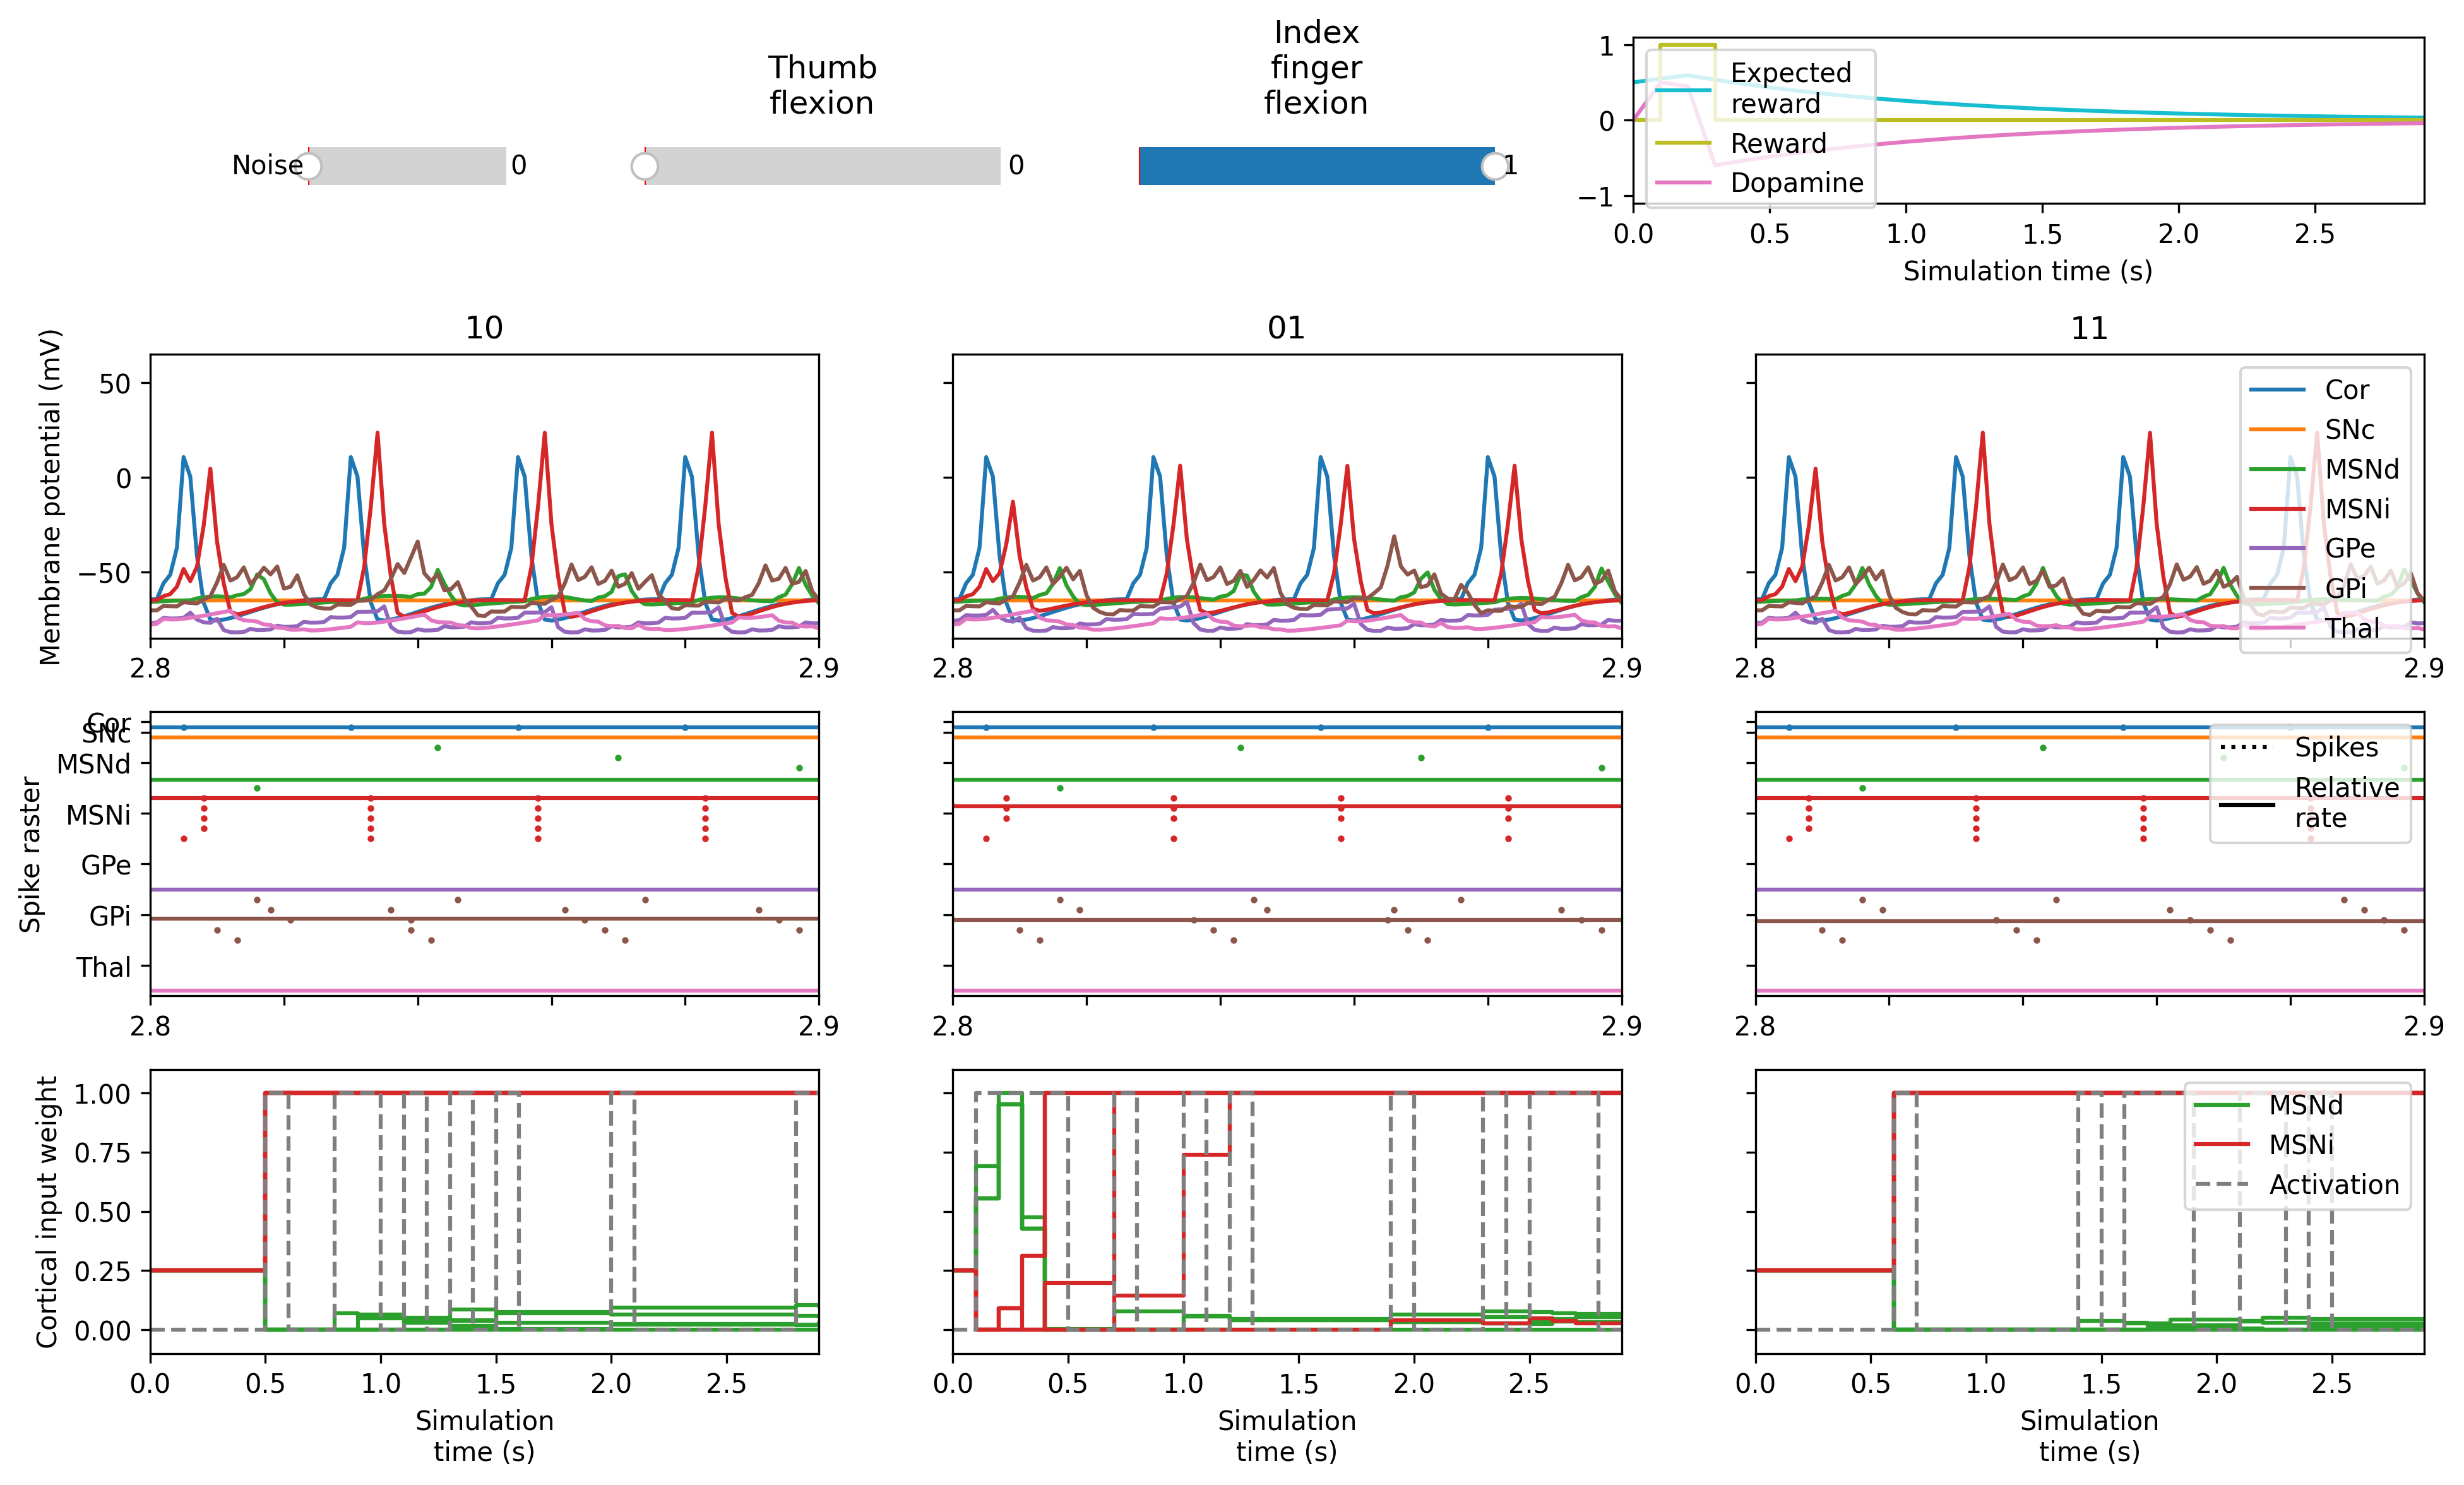 Noise
0
Thumb
flexion
0
Index
finger
flexion
1
1
0
−1
Expected
reward
Reward
Dopamine
0.0 0.5 1.0 1.5 2.0 2.5
Simulation time (s)
10
01
11
Membrane potential (mV)
50
0
−50
2.8 2.9
2.8 2.9
2.8 2.9
Cor
SNc
MSNd
MSNi
GPe
GPi
Thal
Spike raster
Cor
SNc
MSNd
MSNi
GPe
GPi
Thal
2.8 2.9
2.8 2.9
2.8 2.9
Spikes
Relative
rate
Cortical input weight
1.00
0.75
0.50
0.25
0.00
MSNd
MSNi
Activation
0.0 0.5 1.0 1.5 2.0 2.5
0.0 0.5 1.0 1.5 2.0 2.5
0.0 0.5 1.0 1.5 2.0 2.5
Simulation
time (s)
Simulation
time (s)
Simulation
time (s)